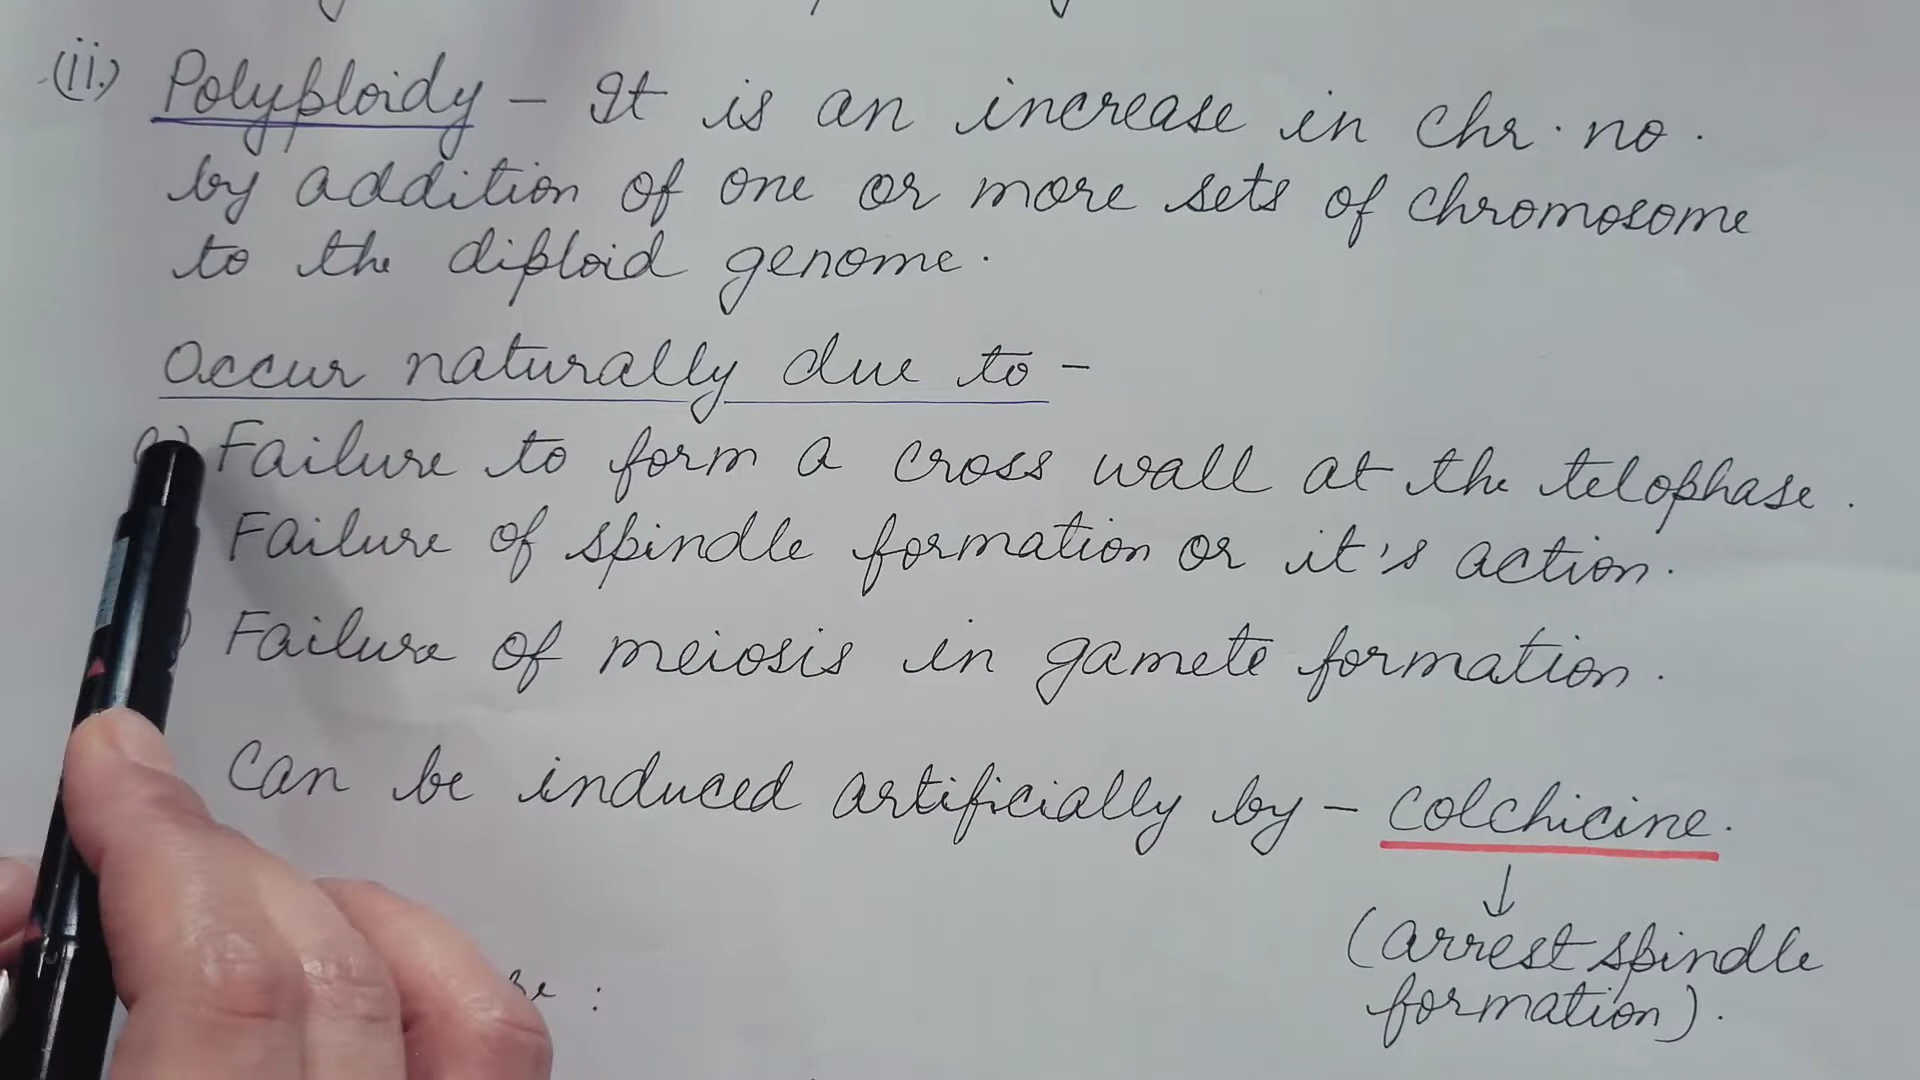 (ii.) Polyploidy - It is an increase in chr. no.
by addition of one or more sets of chromosome
to the diploid genome.
Occur naturally due to -
Failure to form a cross wall at the telophase.
Failure of spindle formation or it's action.
Failure of meiosis in gamete formation.
Can be induced artificially by - Colchicine.
↓
(arrest spindle
formation).